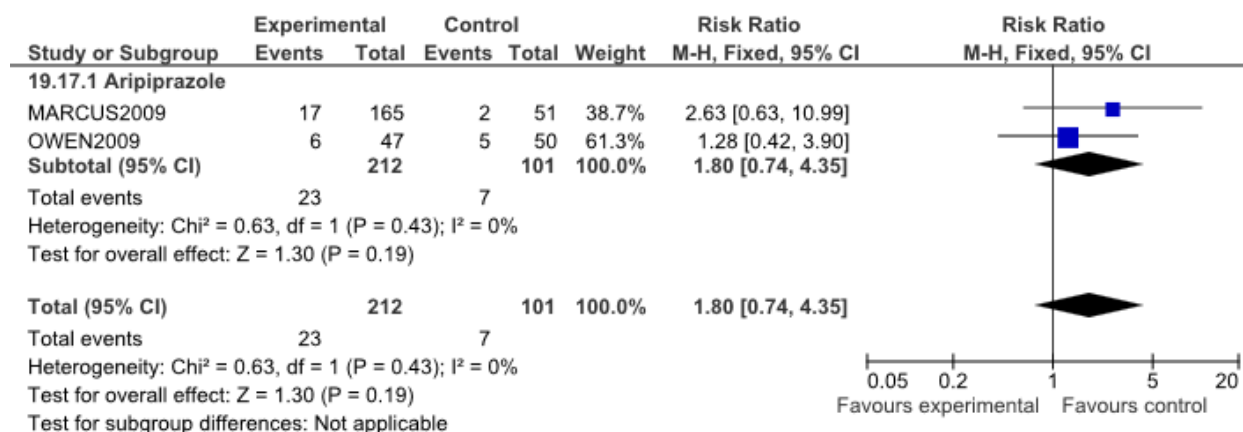 Experimental Control Risk Ratio Risk Ratio
Study or Subgroup Events Total Events Total Weight M-H, Fixed, 95% CI M-H, Fixed, 95% CI
19.17.1 Aripiprazole
MARCUS2009 17 165 2 51 38.7% 2.63 [0.63, 10.99]
OWEN2009 6 47 5 50 61.3% 1.28 [0.42, 3.90]
Subtotal (95% CI) 212 101 100.0% 1.80 [0.74, 4.35]
Total events 23 7
Heterogeneity: Chi² = 0.63, df = 1 (P = 0.43); I² = 0%
Test for overall effect: Z = 1.30 (P = 0.19)
Total (95% CI) 212 101 100.0% 1.80 [0.74, 4.35]
Total events 23 7
Heterogeneity: Chi² = 0.63, df = 1 (P = 0.43); I² = 0%
Test for overall effect: Z = 1.30 (P = 0.19)
Test for subgroup differences: Not applicable
0.05 0.2 1 5 20
Favours experimental Favours control